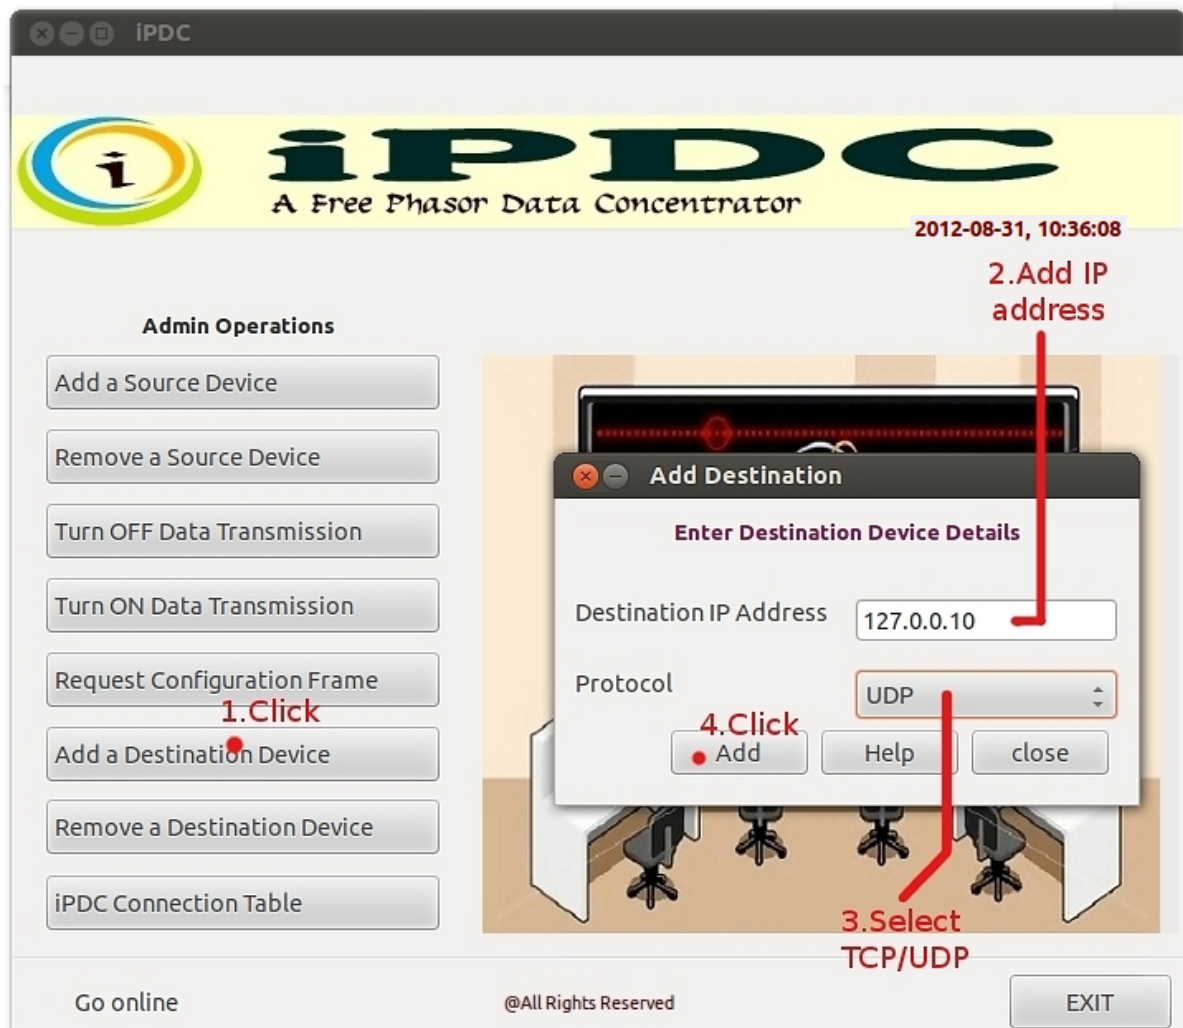 iPDC
i iPDC
A Free Phasor Data Concentrator
2012-08-31, 10:36:08
2.Add IP
address
Admin Operations
Add a Source Device
Remove a Source Device
Turn OFF Data Transmission
Turn ON Data Transmission
Request Configuration Frame
1.Click
Add a Destination Device
Remove a Destination Device
iPDC Connection Table
Add Destination
Enter Destination Device Details
Destination IP Address 127.0.0.10
Protocol UDP
4.Click
Add Help close
3.Select
TCP/UDP
Go online @All Rights Reserved EXIT